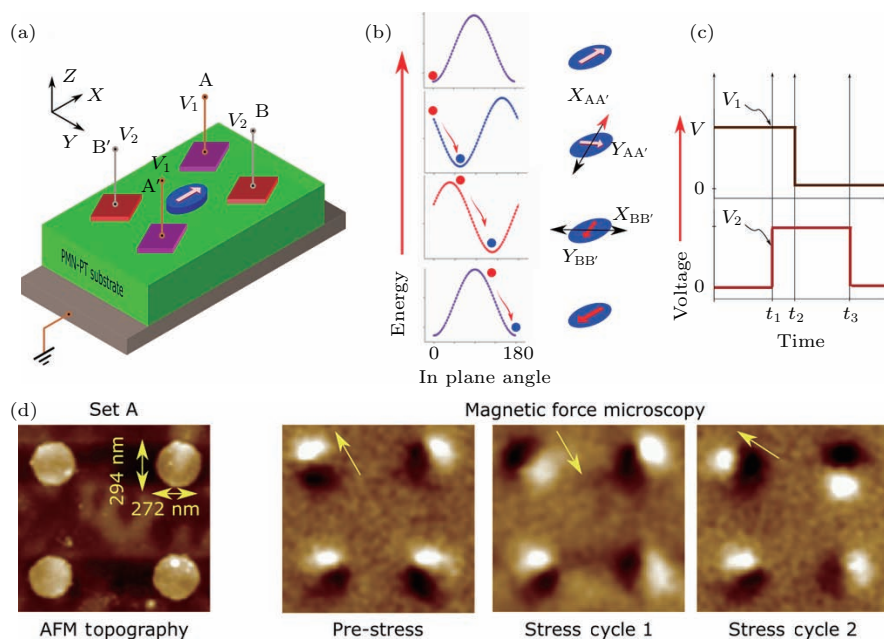 (a)
Z
X
Y
A
V1
B
V2
B′
V2
V1
A′
PMN-PT substrate
(b)
Energy
XAA′
YAA′
XBB′
YBB′
0
180
In plane angle
(c)
Voltage
V1
V
0
V2
0
t1
t2
t3
Time
(d)
Set A
Magnetic force microscopy
294 nm
272 nm
AFM topography
Pre-stress
Stress cycle 1
Stress cycle 2